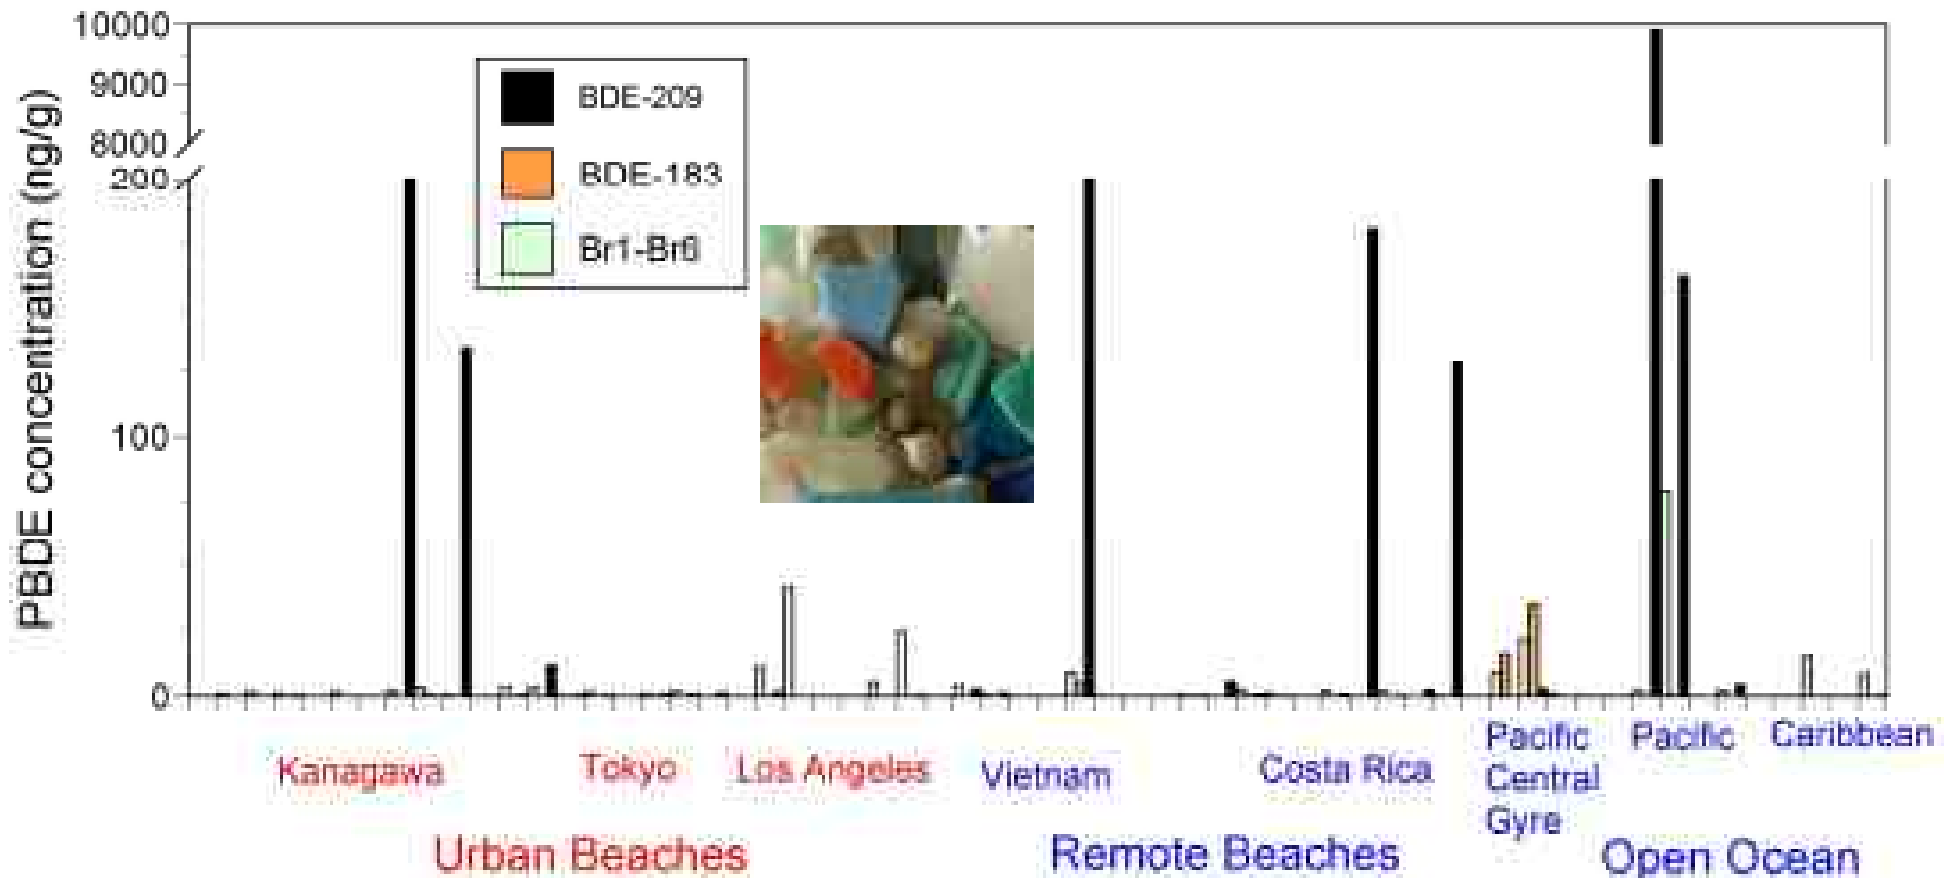 PBDE concentration (ng/g)
10000
9000
8000
200
100
0
BDE-209
BDE-183
Br1-Br6
Kanagawa
Tokyo
Los Angeles
Vietnam
Costa Rica
Pacific
Central
Gyre
Pacific
Caribbean
Urban Beaches
Remote Beaches
Open Ocean